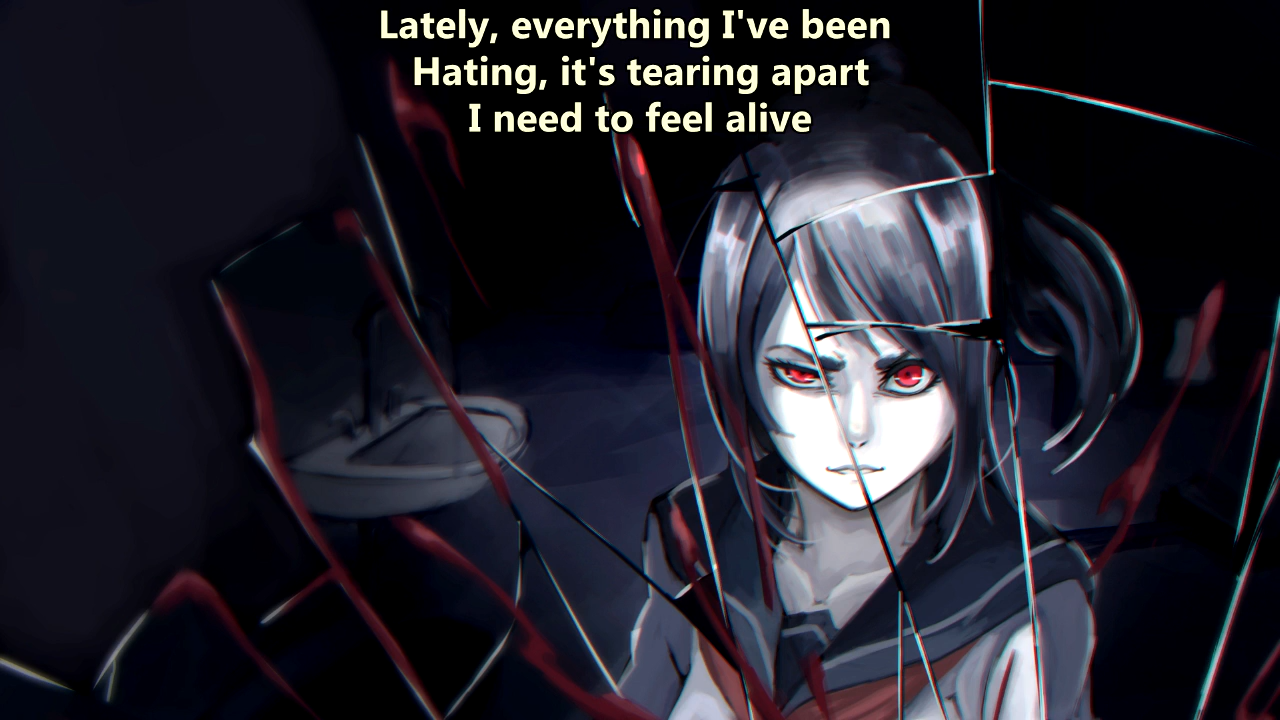 Lately, everything I've been
Hating, it's tearing apart
I need to feel alive